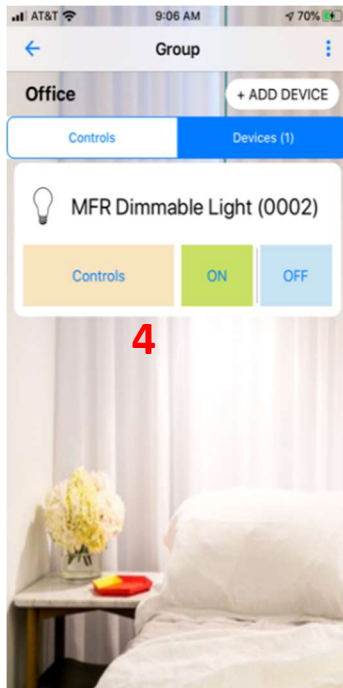 AT&T 9:06 AM 70%
Group
Office + ADD DEVICE
Controls Devices (1)
MFR Dimmable Light (0002)
Controls ON OFF
4